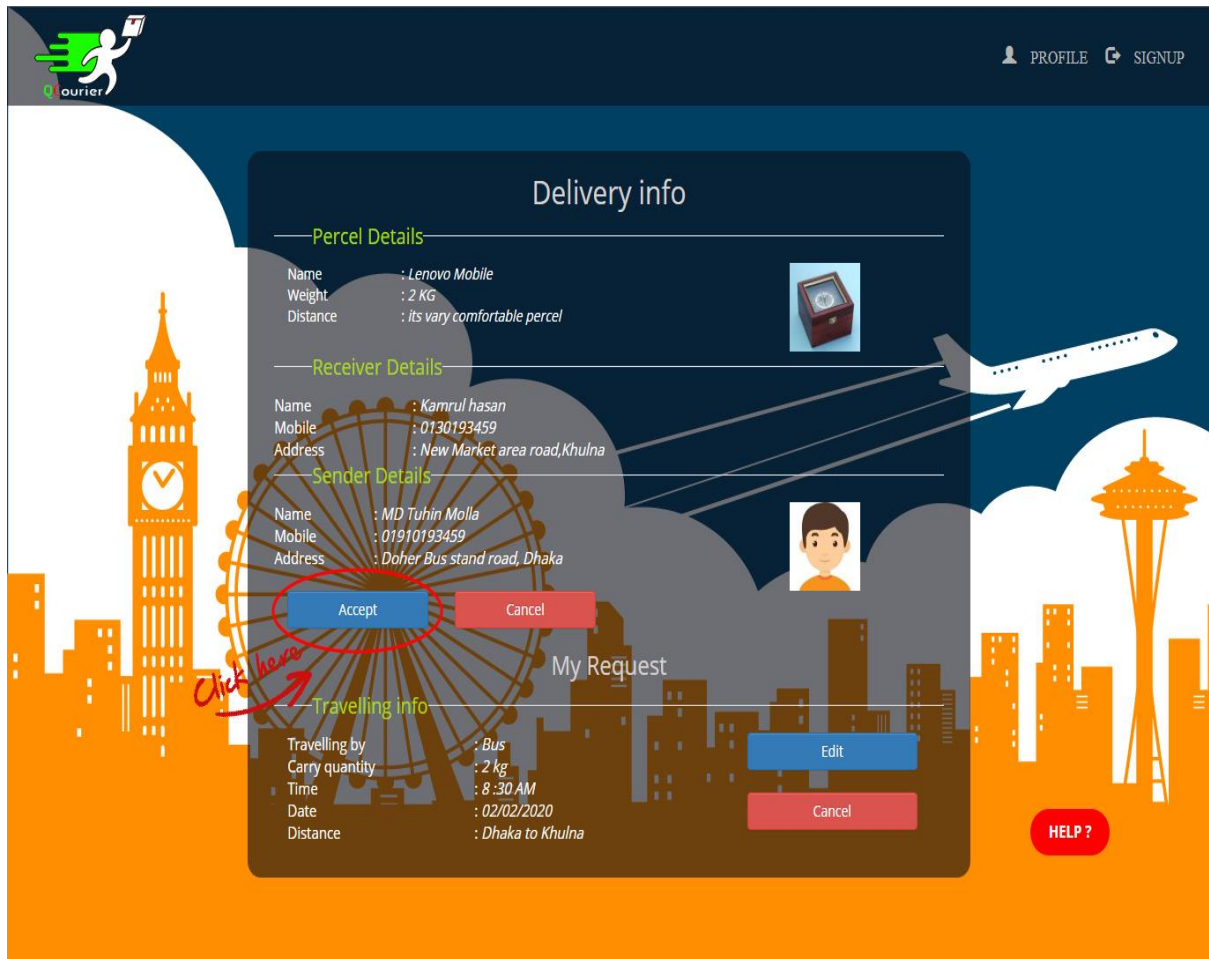 QCourier
PROFILE SIGNUP
Delivery info
Percel Details
Name : Lenovo Mobile
Weight : 2 KG
Distance : its vary comfortable percel
Receiver Details
Name : Kamrul hasan
Mobile : 0130193459
Address : New Market area road,Khulna
Sender Details
Name : MD Tuhin Molla
Mobile : 01910193459
Address : Doher Bus stand road, Dhaka
Accept Cancel
Click here
My Request
Travelling info
Travelling by : Bus
Carry quantity : 2 kg
Time : 8 :30 AM
Date : 02/02/2020
Distance : Dhaka to Khulna
Edit
Cancel
HELP ?